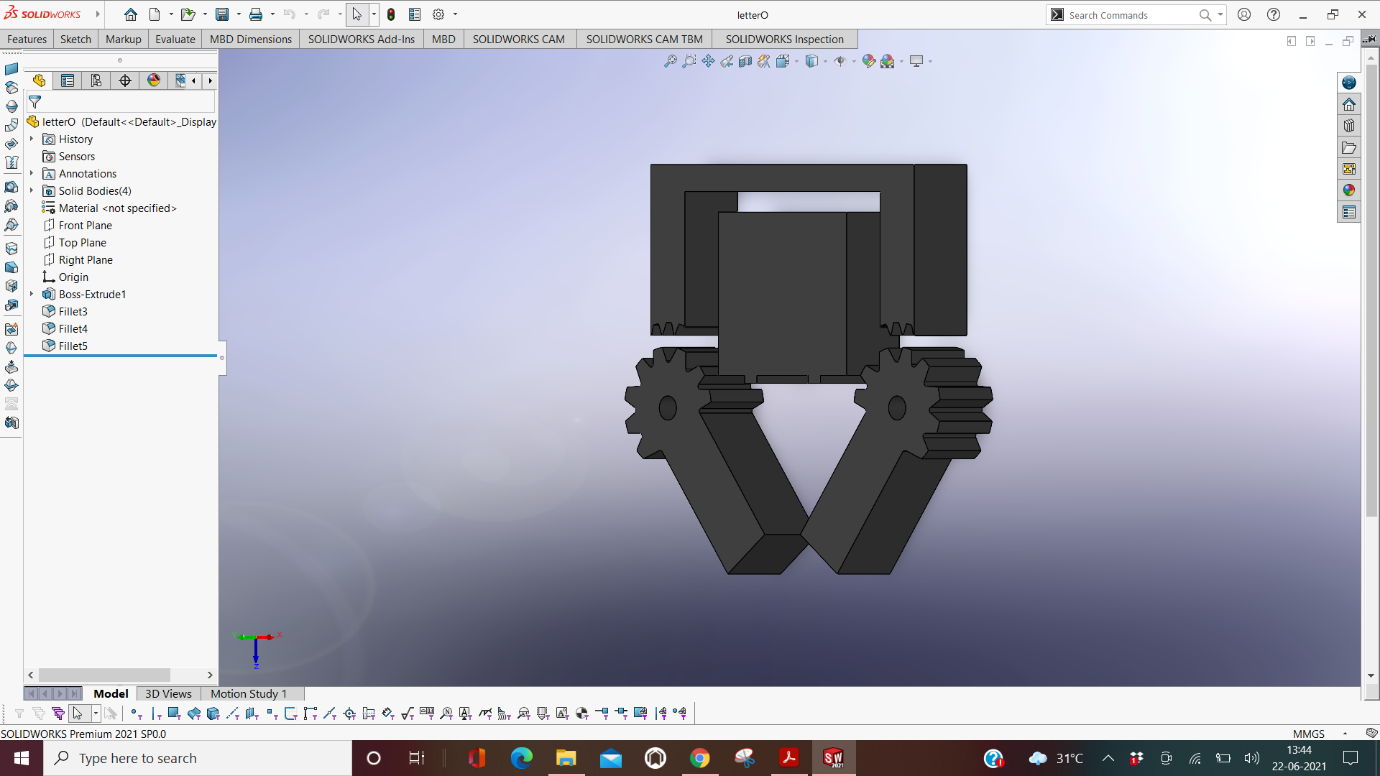 SOLIDWORKS
letterO
Search Commands
Features Sketch Markup Evaluate MBD Dimensions SOLIDWORKS Add-Ins MBD SOLIDWORKS CAM SOLIDWORKS CAM TBM SOLIDWORKS Inspection
letterO (Default<<Default>_Display
History
Sensors
Annotations
Solid Bodies(4)
Material <not specified>
Front Plane
Top Plane
Right Plane
Origin
Boss-Extrude1
Fillet3
Fillet4
Fillet5
Y X
Z
Model 3D Views Motion Study 1
SOLIDWORKS Premium 2021 SP0.0
MMGS
Type here to search
31°C
13:44
22-06-2021